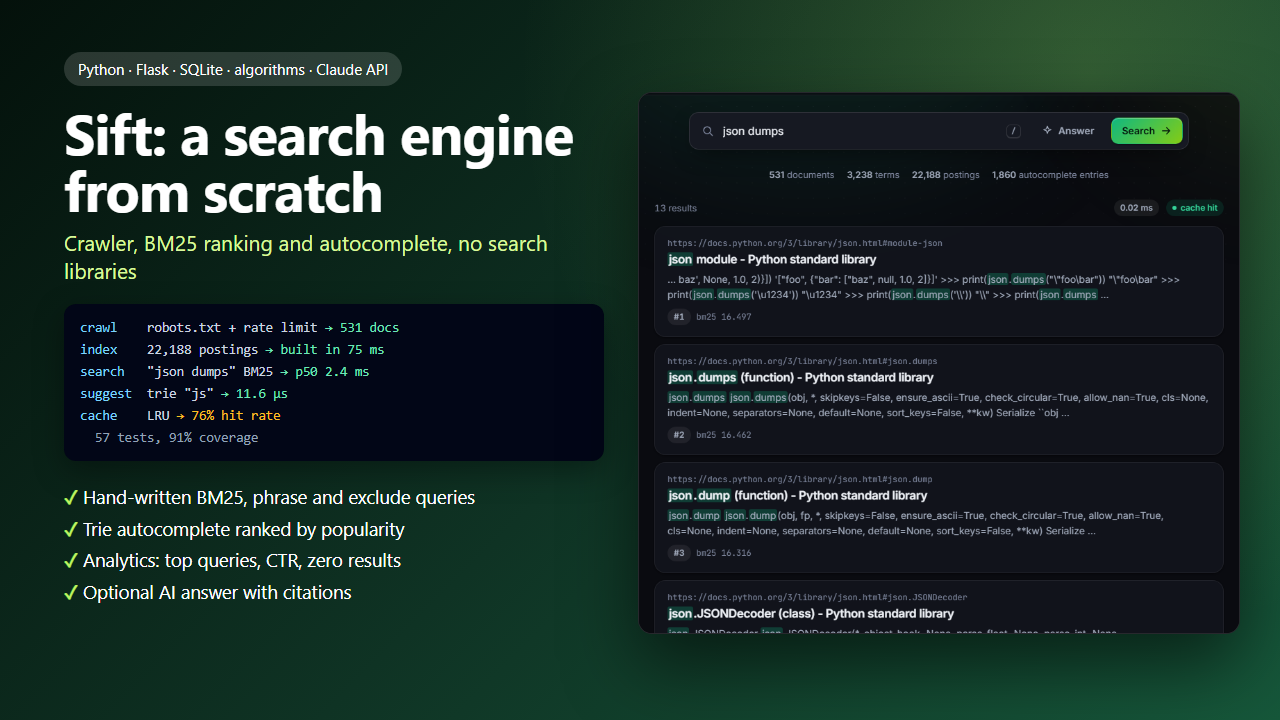 Python · Flask · SQLite · algorithms · Claude API
Sift: a search engine
from scratch
Crawler, BM25 ranking and autocomplete, no search
libraries
crawl robots.txt + rate limit → 531 docs
index 22,188 postings → built in 75 ms
search "json dumps" BM25 → p50 2.4 ms
suggest trie "js" → 11.6 µs
cache LRU → 76% hit rate
57 tests, 91% coverage
✓ Hand-written BM25, phrase and exclude queries
✓ Trie autocomplete ranked by popularity
✓ Analytics: top queries, CTR, zero results
✓ Optional AI answer with citations
json dumps / Answer Search →
531 documents 3,238 terms 22,188 postings 1,860 autocomplete entries
13 results 0.02 ms cache hit
https://docs.python.org/3/library/json.html#module-json
json module - Python standard library
... baz', None, 1.0, 2)}]) '["foo", {"bar": ["baz", null, 1.0, 2]}]' >>> print(json.dumps("\"foo\bar")) "\"foo\bar" >>>
print(json.dumps('\u1234')) "\u1234" >>> print(json.dumps('\\')) "\\" >>> print(json.dumps ...
#1 bm25 16.497
https://docs.python.org/3/library/json.html#json.dumps
json.dumps (function) - Python standard library
json.dumps json.dumps(obj, *, skipkeys=False, ensure_ascii=True, check_circular=True, allow_nan=True, cls=None,
indent=None, separators=None, default=None, sort_keys=False, **kw) Serialize ``obj ...
#2 bm25 16.462
https://docs.python.org/3/library/json.html#json.dump
json.dump (function) - Python standard library
json.dump json.dump(obj, fp, *, skipkeys=False, ensure_ascii=True, check_circular=True, allow_nan=True,
cls=None, indent=None, separators=None, default=None, sort_keys=False, **kw) Serialize ...
#3 bm25 16.316
https://docs.python.org/3/library/json.html#json.JSONDecoder
json.JSONDecoder (class) - Python standard library